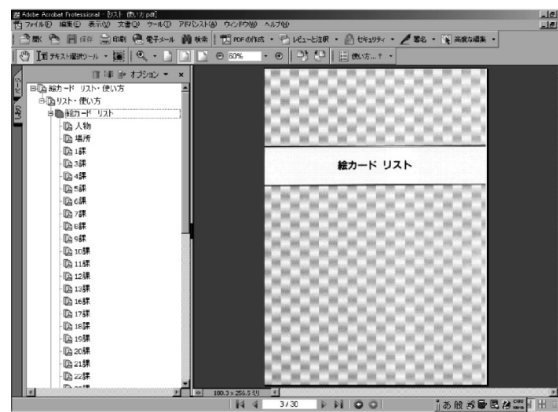 Adobe Acrobat Professional - [リスト 使い方.pdf]
ファイル(F) 編集(E) 表示(V) 文書(D) ツール(T) アドバンスト(A) ウィンドウ(W) ヘルプ(H)
開く 保存 印刷 電子メール 検索 PDF の作成 レビューと注釈 セキュリティ 署名 高度な編集
テキスト選択ツール 60% 使い方...?
オプション
絵カード リスト・使い方
リスト・使い方
絵カード リスト
人物
場所
1課
3課
4課
5課
6課
7課
8課
9課
10課
11課
12課
13課
16課
17課
18課
19課
20課
21課
22課
絵カード リスト
3 / 30